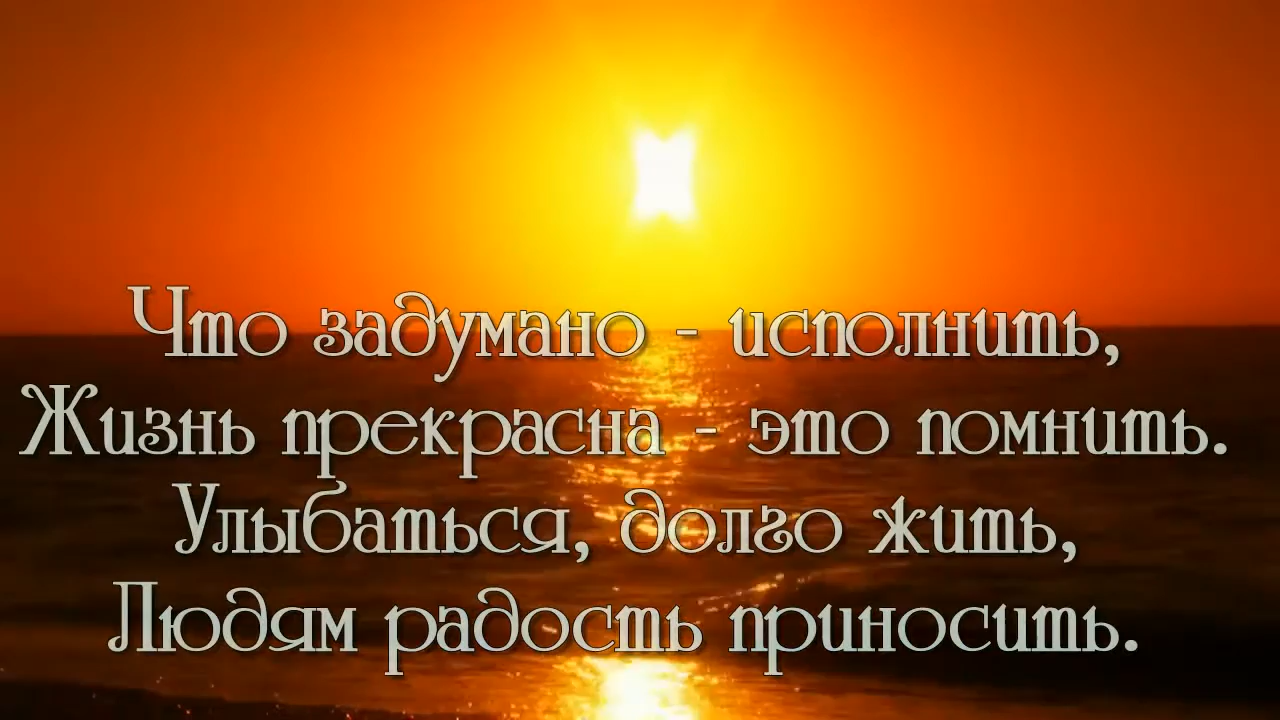 Что задумано - исполнить,
Жизнь прекрасна - это помнить.
Улыбаться, долго жить,
Людям радость приносить.